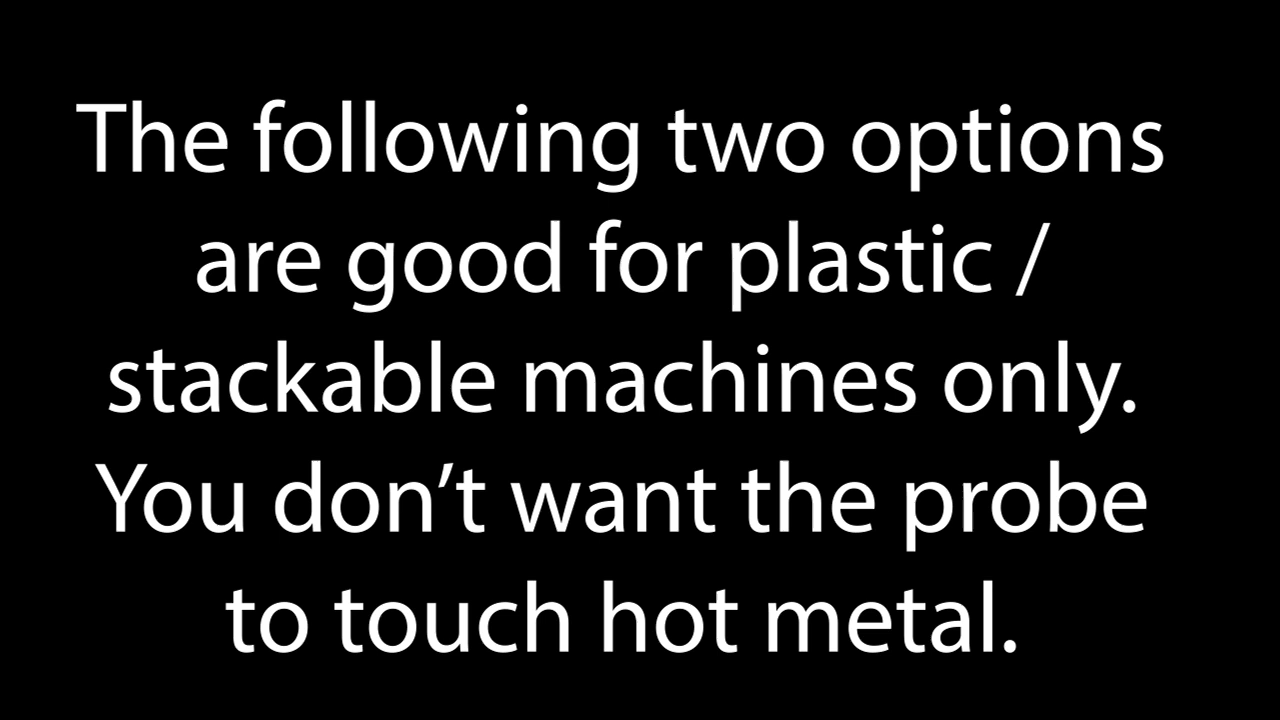 The following two options
are good for plastic /
stackable machines only.
You don’t want the probe
to touch hot metal.